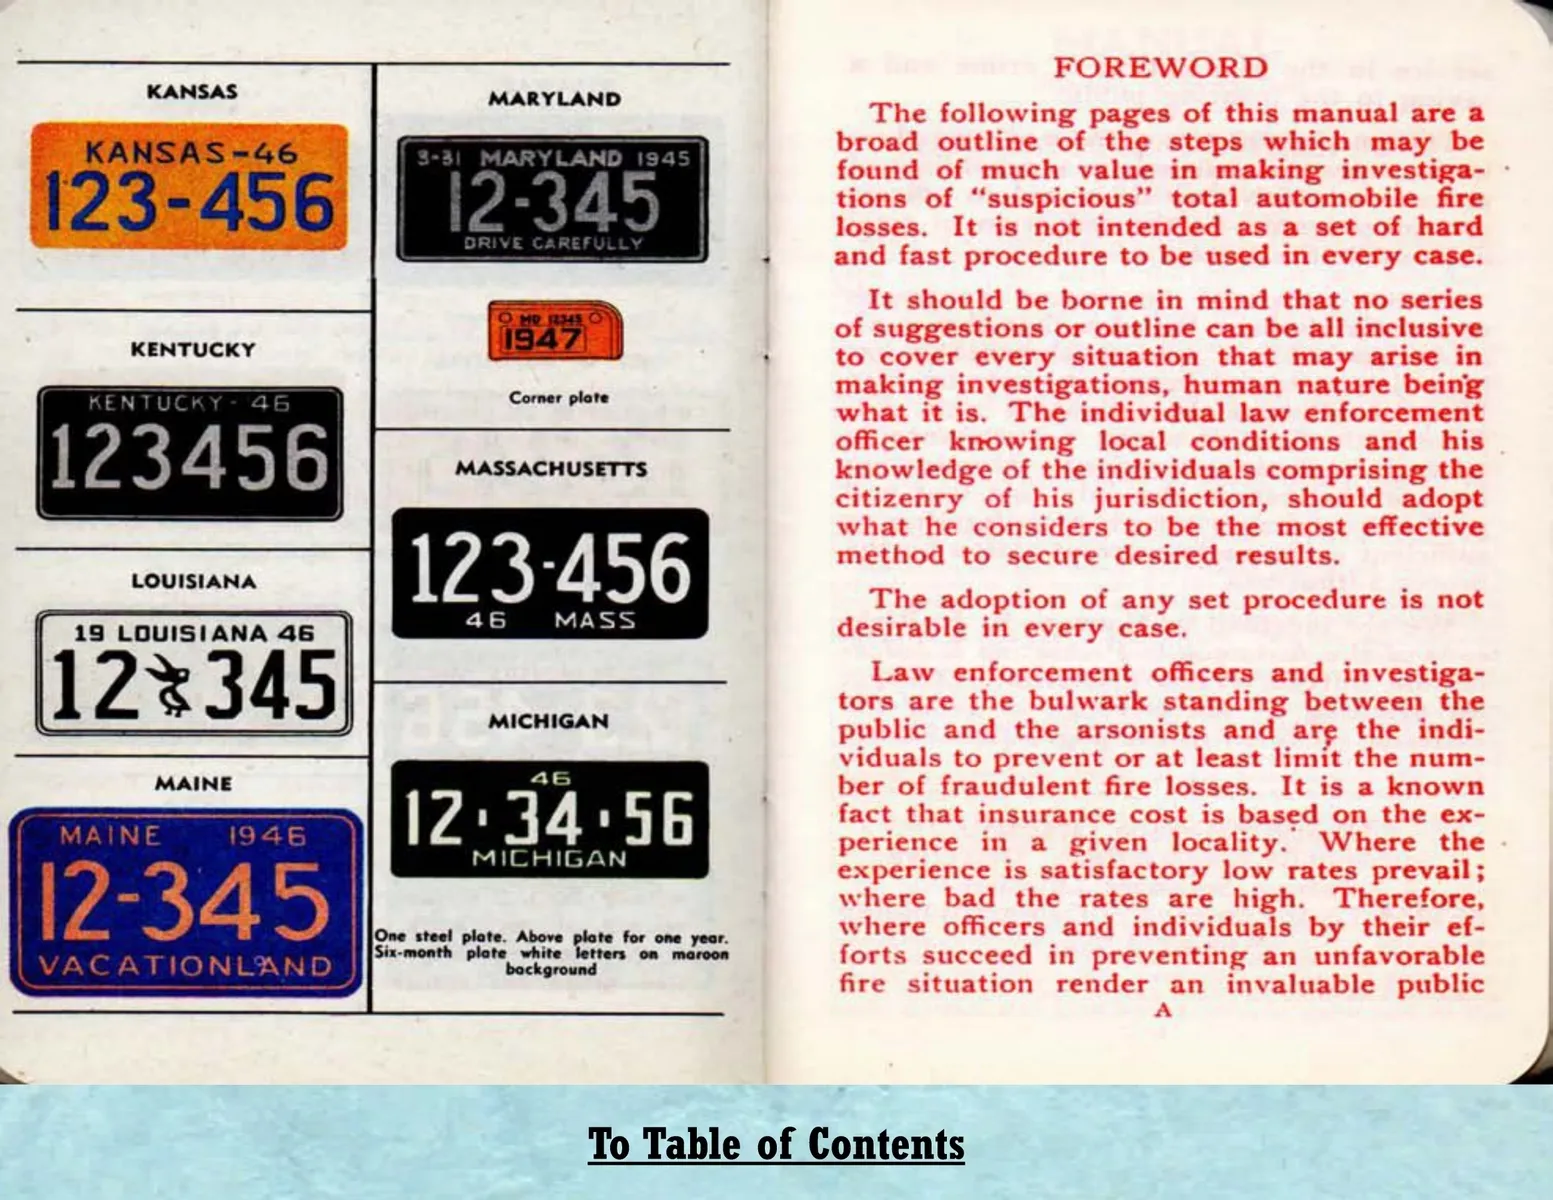 KANSAS
KANSAS-46
123-456
KENTUCKY
KENTUCKY-46
123456
LOUISIANA
19 LOUISIANA 46
12 345
MAINE
MAINE 1946
12-345
VACATIONLAND
MARYLAND
3-31 MARYLAND 1945
12-345
DRIVE CAREFULLY
MD 12345
1947
Corner plate
MASSACHUSETTS
123-456
46 MASS
MICHIGAN
46
12·34·56
MICHIGAN
One steel plate. Above plate for one year.
Six-month plate white letters on maroon
background
FOREWORD
The following pages of this manual are a
broad outline of the steps which may be
found of much value in making investiga-
tions of "suspicious" total automobile fire
losses. It is not intended as a set of hard
and fast procedure to be used in every case.
It should be borne in mind that no series
of suggestions or outline can be all inclusive
to cover every situation that may arise in
making investigations, human nature being
what it is. The individual law enforcement
officer knowing local conditions and his
knowledge of the individuals comprising the
citizenry of his jurisdiction, should adopt
what he considers to be the most effective
method to secure desired results.
The adoption of any set procedure is not
desirable in every case.
Law enforcement officers and investiga-
tors are the bulwark standing between the
public and the arsonists and are the indi-
viduals to prevent or at least limit the num-
ber of fraudulent fire losses. It is a known
fact that insurance cost is based on the ex-
perience in a given locality. Where the
experience is satisfactory low rates prevail;
where bad the rates are high. Therefore,
where officers and individuals by their ef-
forts succeed in preventing an unfavorable
fire situation render an invaluable public
A
To Table of Contents